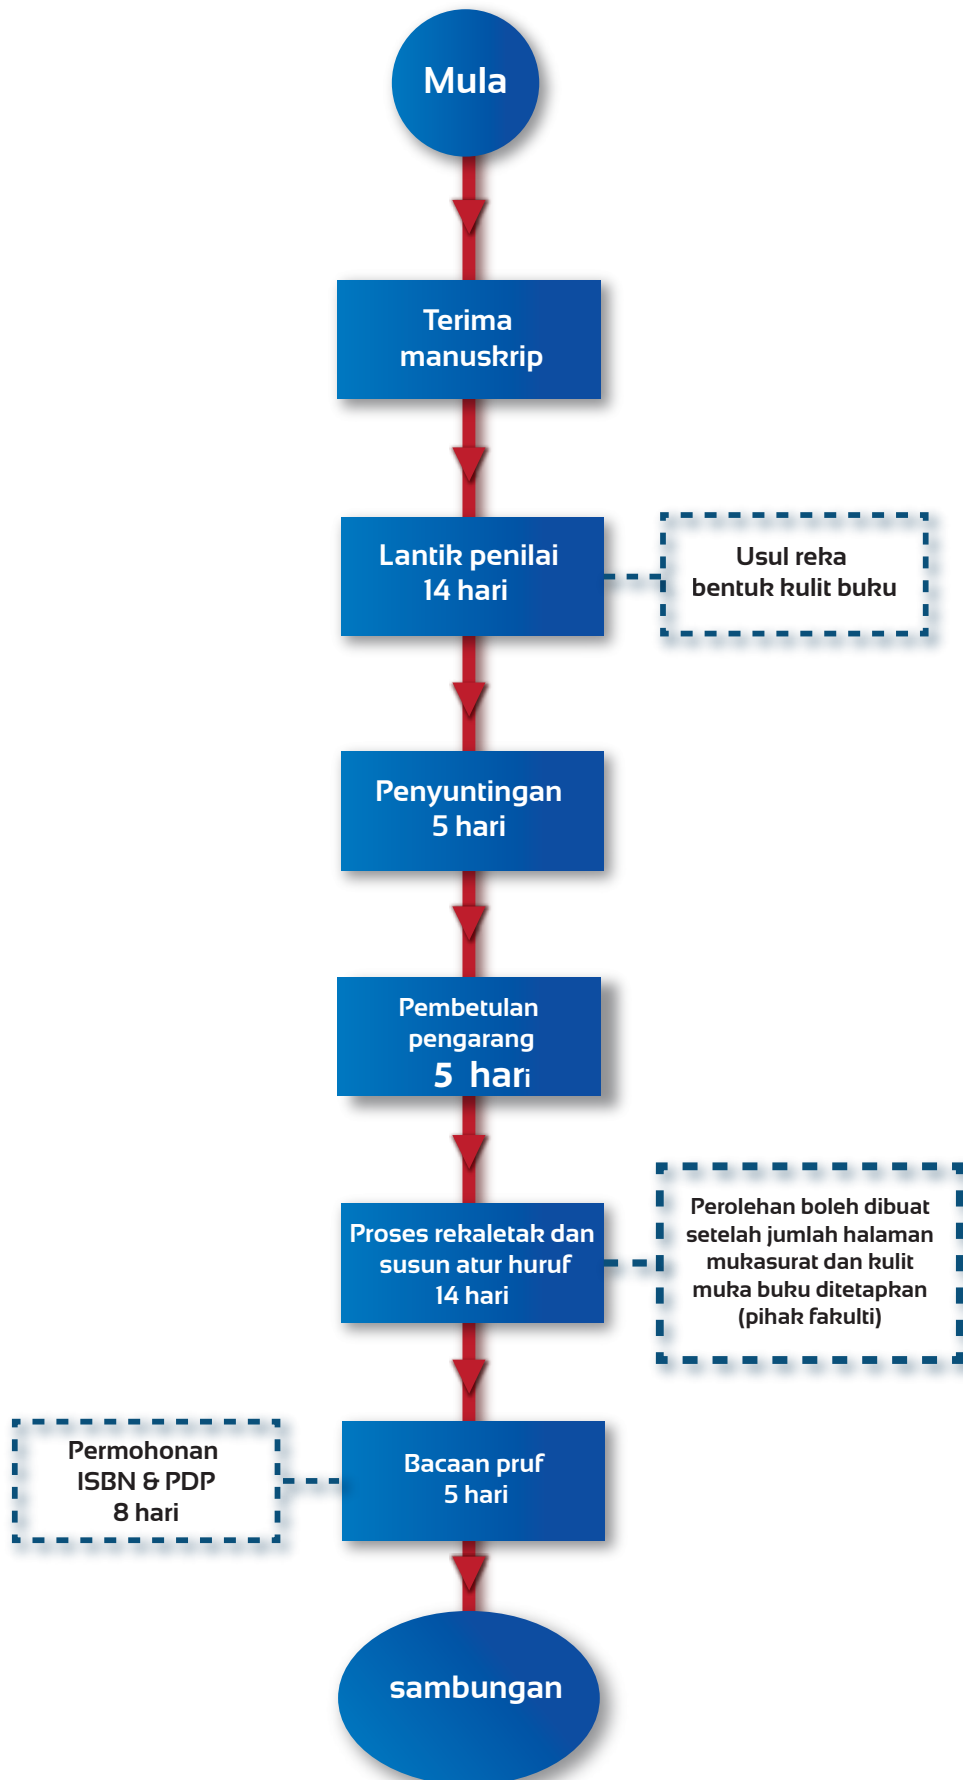 Mula
Terima
manuskrip
Lantik penilai
14 hari
Usul reka
bentuk kulit buku
Penyuntingan
5 hari
Pembetulan
pengarang
5 hari
Proses rekaletak dan
susun atur huruf
14 hari
Perolehan boleh dibuat
setelah jumlah halaman
mukasurat dan kulit
muka buku ditetapkan
(pihak fakulti)
Permohonan
ISBN & PDP
8 hari
Bacaan pruf
5 hari
sambungan